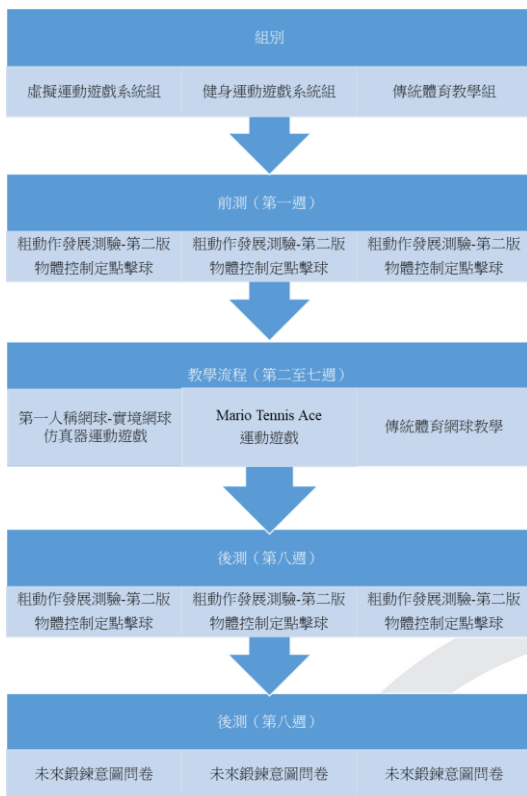 組別
虛擬運動遊戲系統組 健身運動遊戲系統組 傳統體育教學組
前測（第一週）
粗動作發展測驗-第二版 粗動作發展測驗-第二版 粗動作發展測驗-第二版
物體控制定點擊球 物體控制定點擊球 物體控制定點擊球
教學流程（第二至七週）
第一人稱網球-實境網球
仿真器運動遊戲
Mario Tennis Ace
運動遊戲
傳統體育網球教學
後測（第八週）
粗動作發展測驗-第二版 粗動作發展測驗-第二版 粗動作發展測驗-第二版
物體控制定點擊球 物體控制定點擊球 物體控制定點擊球
後測（第八週）
未來鍛鍊意圖問卷 未來鍛鍊意圖問卷 未來鍛鍊意圖問卷